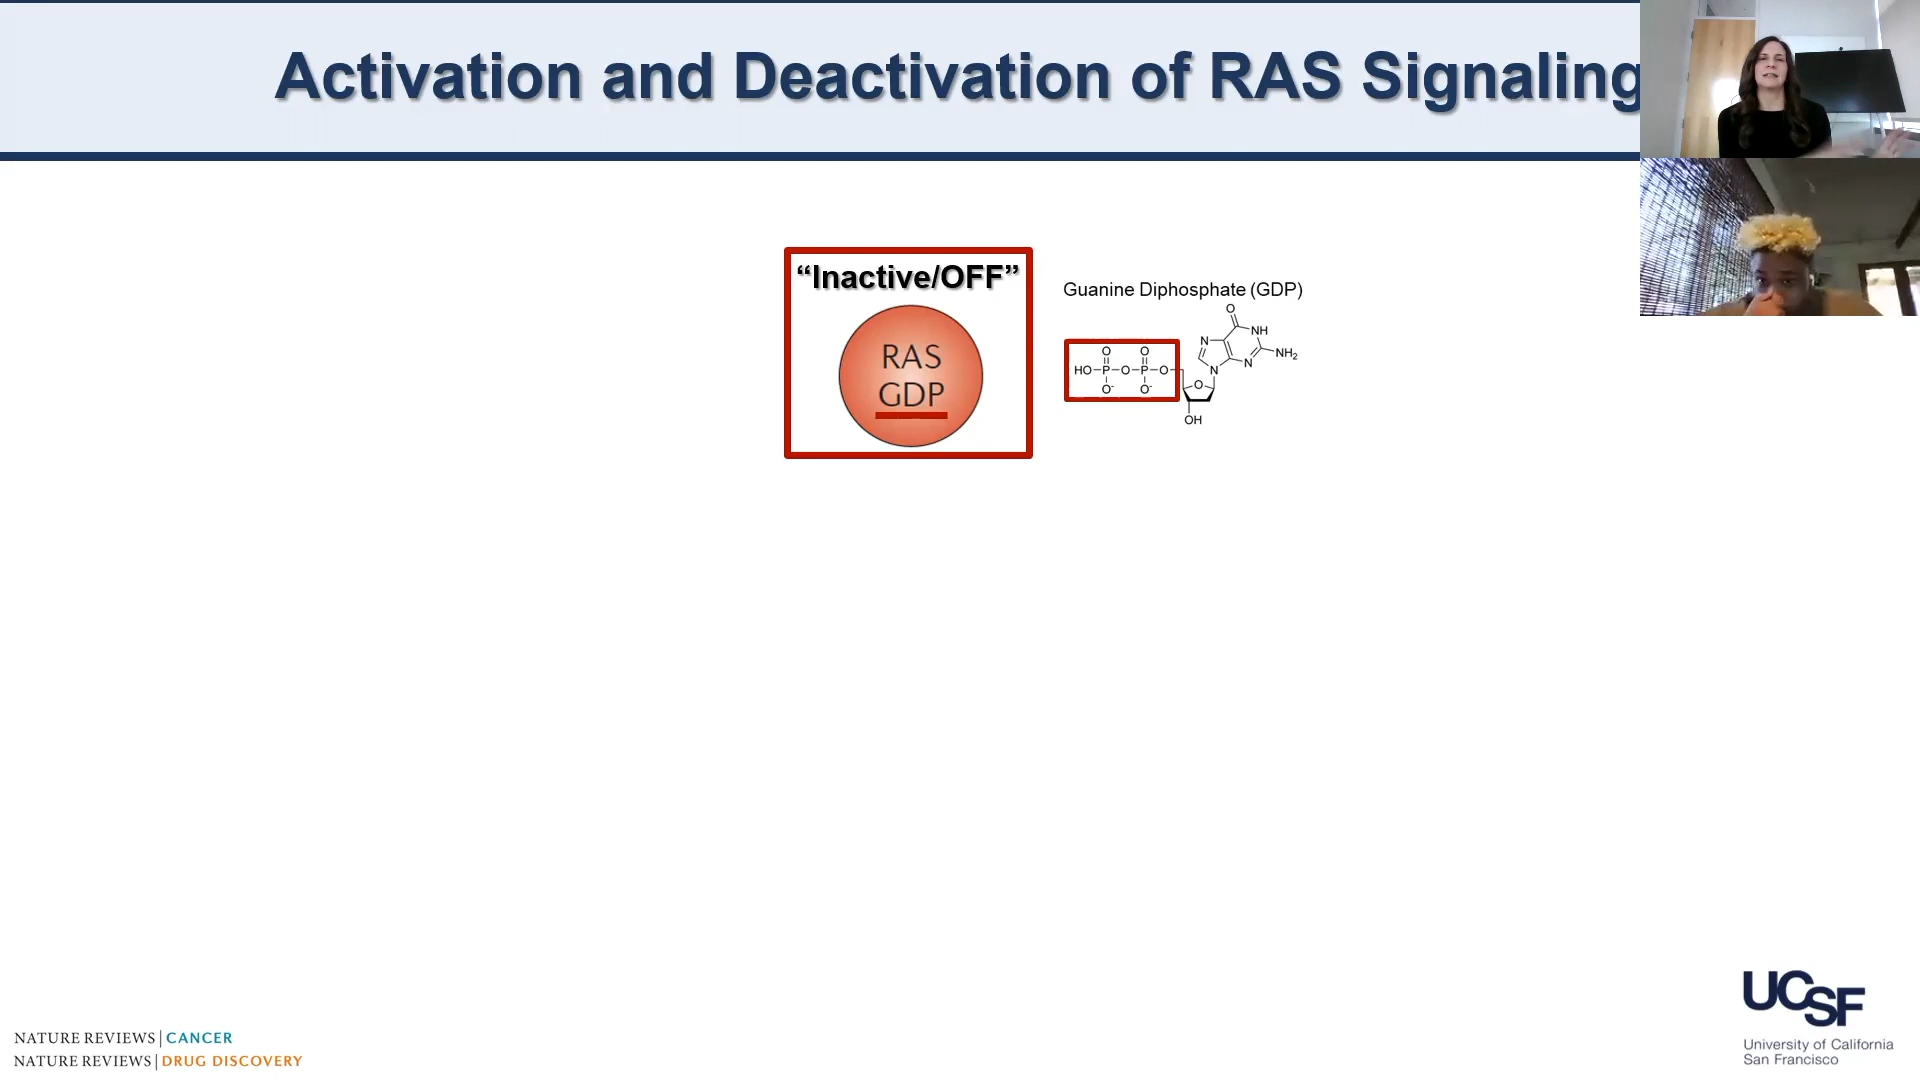 Activation and Deactivation of RAS Signaling
“Inactive/OFF”
RAS
GDP
Guanine Diphosphate (GDP)
O
N
NH
N
NH2
N
O
O
HO-P-O-P-O
O-
O-
O
OH
NATURE REVIEWS | CANCER
NATURE REVIEWS | DRUG DISCOVERY
UCSF
University of California
San Francisco